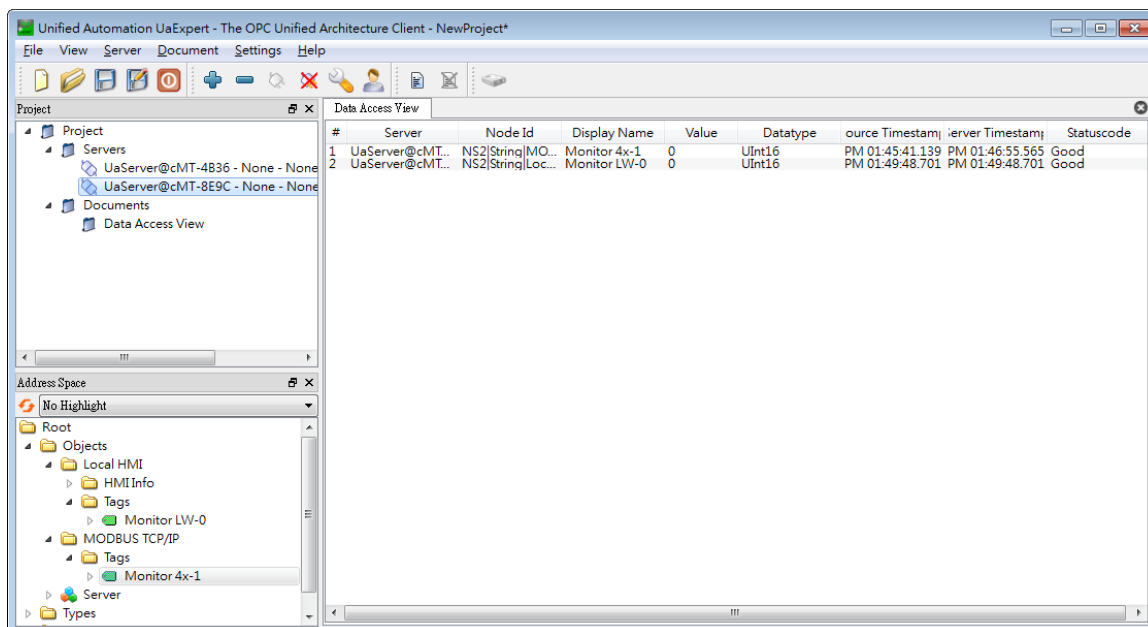 Unified Automation UaExpert - The OPC Unified Architecture Client - NewProject*
File View Server Document Settings Help
Project
Project
Servers
UaServer@cMT-4B36 - None - None
UaServer@cMT-8E9C - None - None
Documents
Data Access View
Data Access View
# Server Node Id Display Name Value Datatype ource Timestam erver Timestam Statuscode
1 UaServer@cMT... NS2|String|MO... Monitor 4x-1 0 UInt16 PM 01:45:41.139 PM 01:46:55.565 Good
2 UaServer@cMT... NS2|String|Loc... Monitor LW-0 0 UInt16 PM 01:49:48.701 PM 01:49:48.701 Good
Address Space
No Highlight
Root
Objects
Local HMI
HMI Info
Tags
Monitor LW-0
MODBUS TCP/IP
Tags
Monitor 4x-1
Server
Types